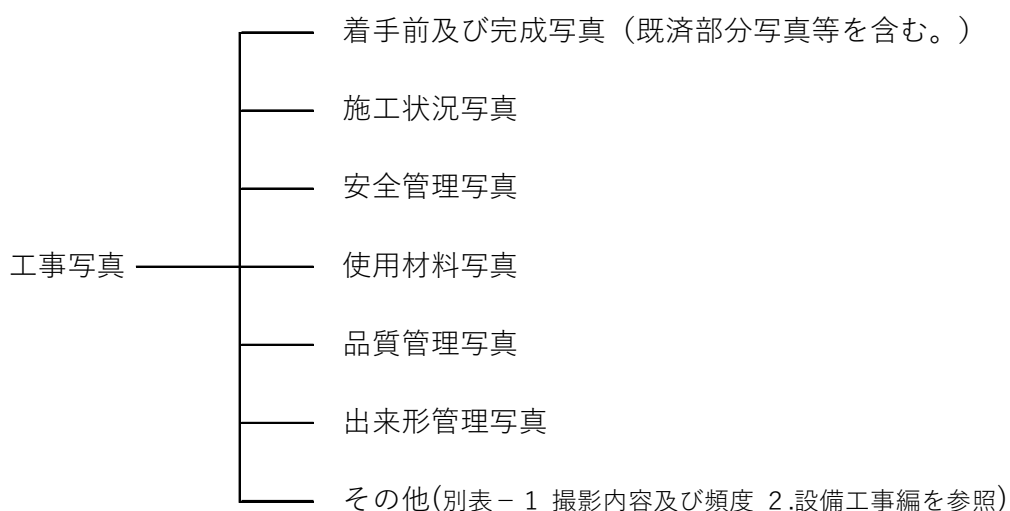 着手前及び完成写真（既済部分写真等を含む。）
施工状況写真
安全管理写真
工事写真
使用材料写真
品質管理写真
出来形管理写真
その他(別表－１ 撮影内容及び頻度 ２.設備工事編を参照)